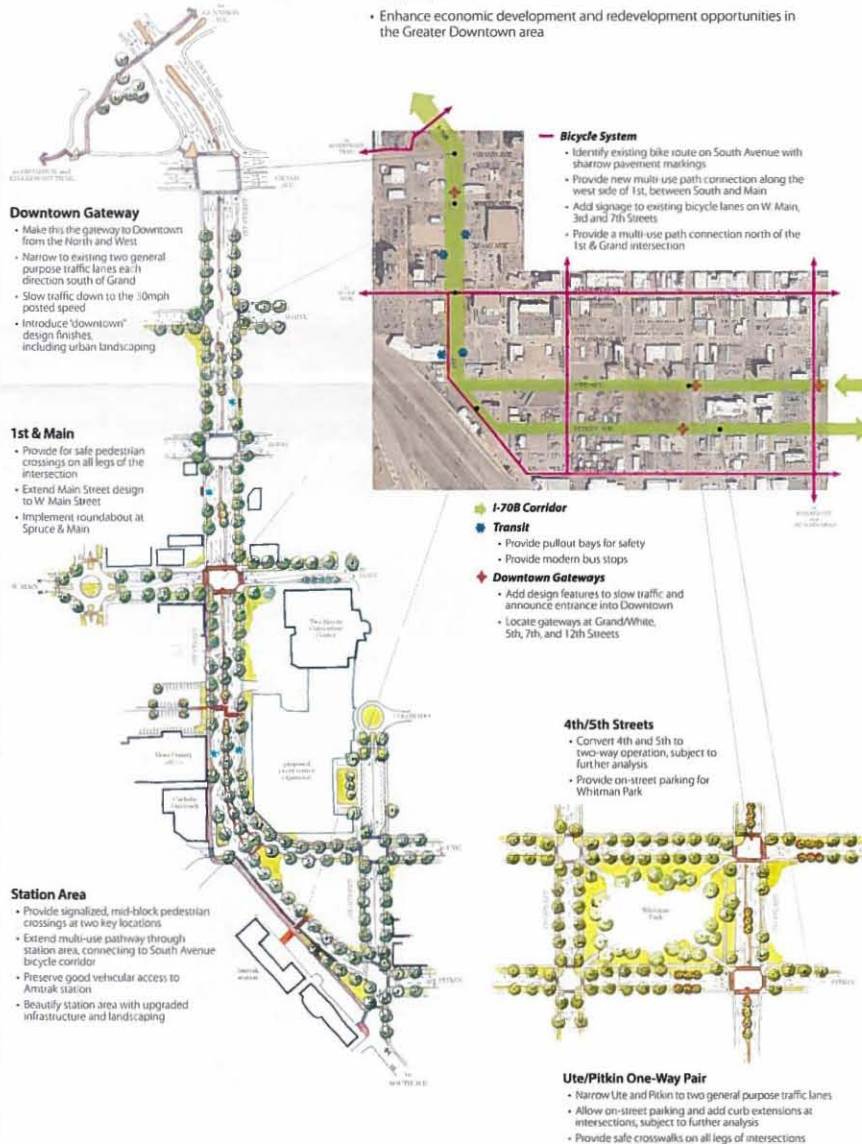 • Enhance economic development and redevelopment opportunities in
the Greater Downtown area
Bicycle System
• Identify existing bike route on South Avenue with
sharrow pavement markings
• Provide new multi-use path connection along the
west side of 1st, between South and Main
• Add signage to existing bicycle lanes on W. Main,
3rd and 7th Streets
• Provide a multi-use path connection north of the
1st & Grand intersection
Downtown Gateway
• Make this the gateway to Downtown
from the North and West
• Narrow to existing two general
purpose traffic lanes each
direction south of Grand
• Slow traffic down to the 30mph
posted speed
• Introduce "downtown"
design finishes,
including urban landscaping
1st & Main
• Provide for safe pedestrian
crossings on all legs of the
intersection
• Extend Main Street design
to W. Main Street
• Implement roundabout at
Spruce & Main
I-70B Corridor
Transit
• Provide pullout bays for safety
• Provide modern bus stops
Downtown Gateways
• Add design features to slow traffic and
announce entrance into Downtown
• Locate gateways at Grand/White,
5th, 7th, and 12th Streets
4th/5th Streets
• Convert 4th and 5th to
two-way operation, subject to
further analysis
• Provide on-street parking for
Whitman Park
Station Area
• Provide signalized, mid-block pedestrian
crossings at two key locations
• Extend multi-use pathway through
station area, connecting to South Avenue
bicycle corridor
• Preserve good vehicular access to
Amtrak station
• Beautify station area with upgraded
infrastructure and landscaping
Whitman
Park
PITKIN
Ute/Pitkin One-Way Pair
• Narrow Ute and Pitkin to two general purpose traffic lanes
• Allow on-street parking and add curb extensions at
intersections, subject to further analysis
• Provide safe crosswalks on all legs of intersections